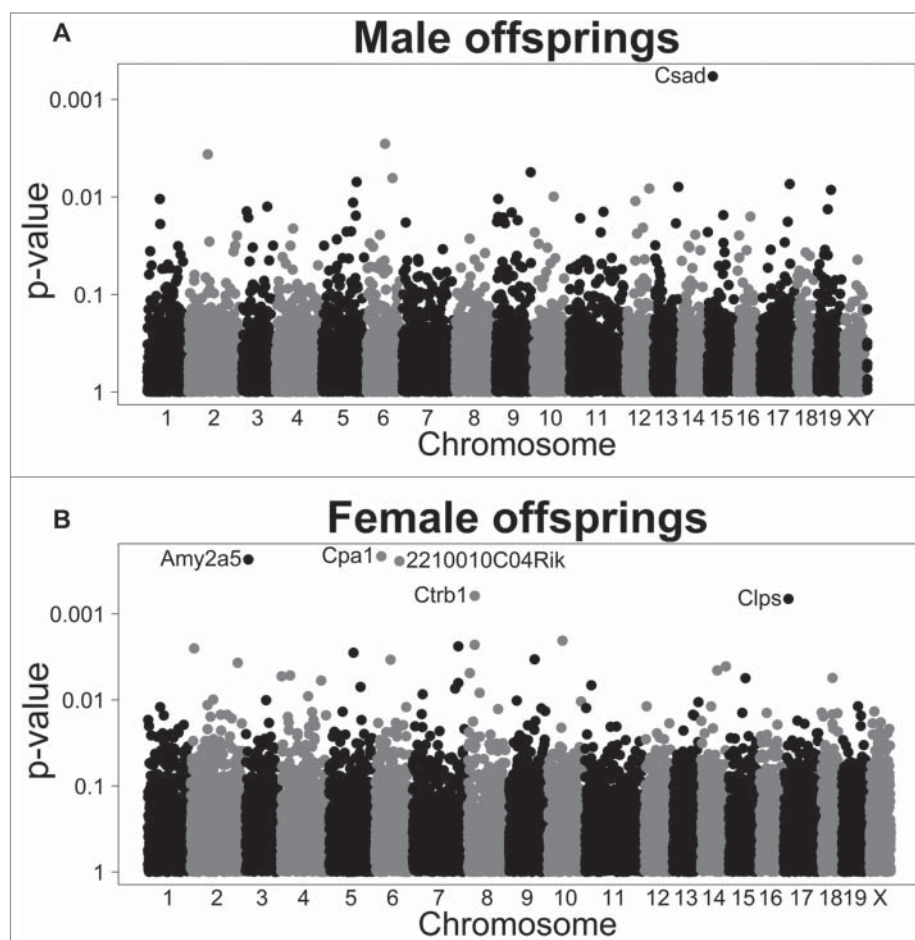 A
Male offsprings
Csad
0.001
0.01
0.1
1
p-value
1 2 3 4 5 6 7 8 9 10 11 12 13 14 15 16 17 18 19 XY
Chromosome
B
Female offsprings
Amy2a5 Cpa1 2210010C04Rik
Ctrb1 Clps
0.001
0.01
0.1
1
p-value
1 2 3 4 5 6 7 8 9 10 11 12 13 14 15 16 17 18 19 X
Chromosome